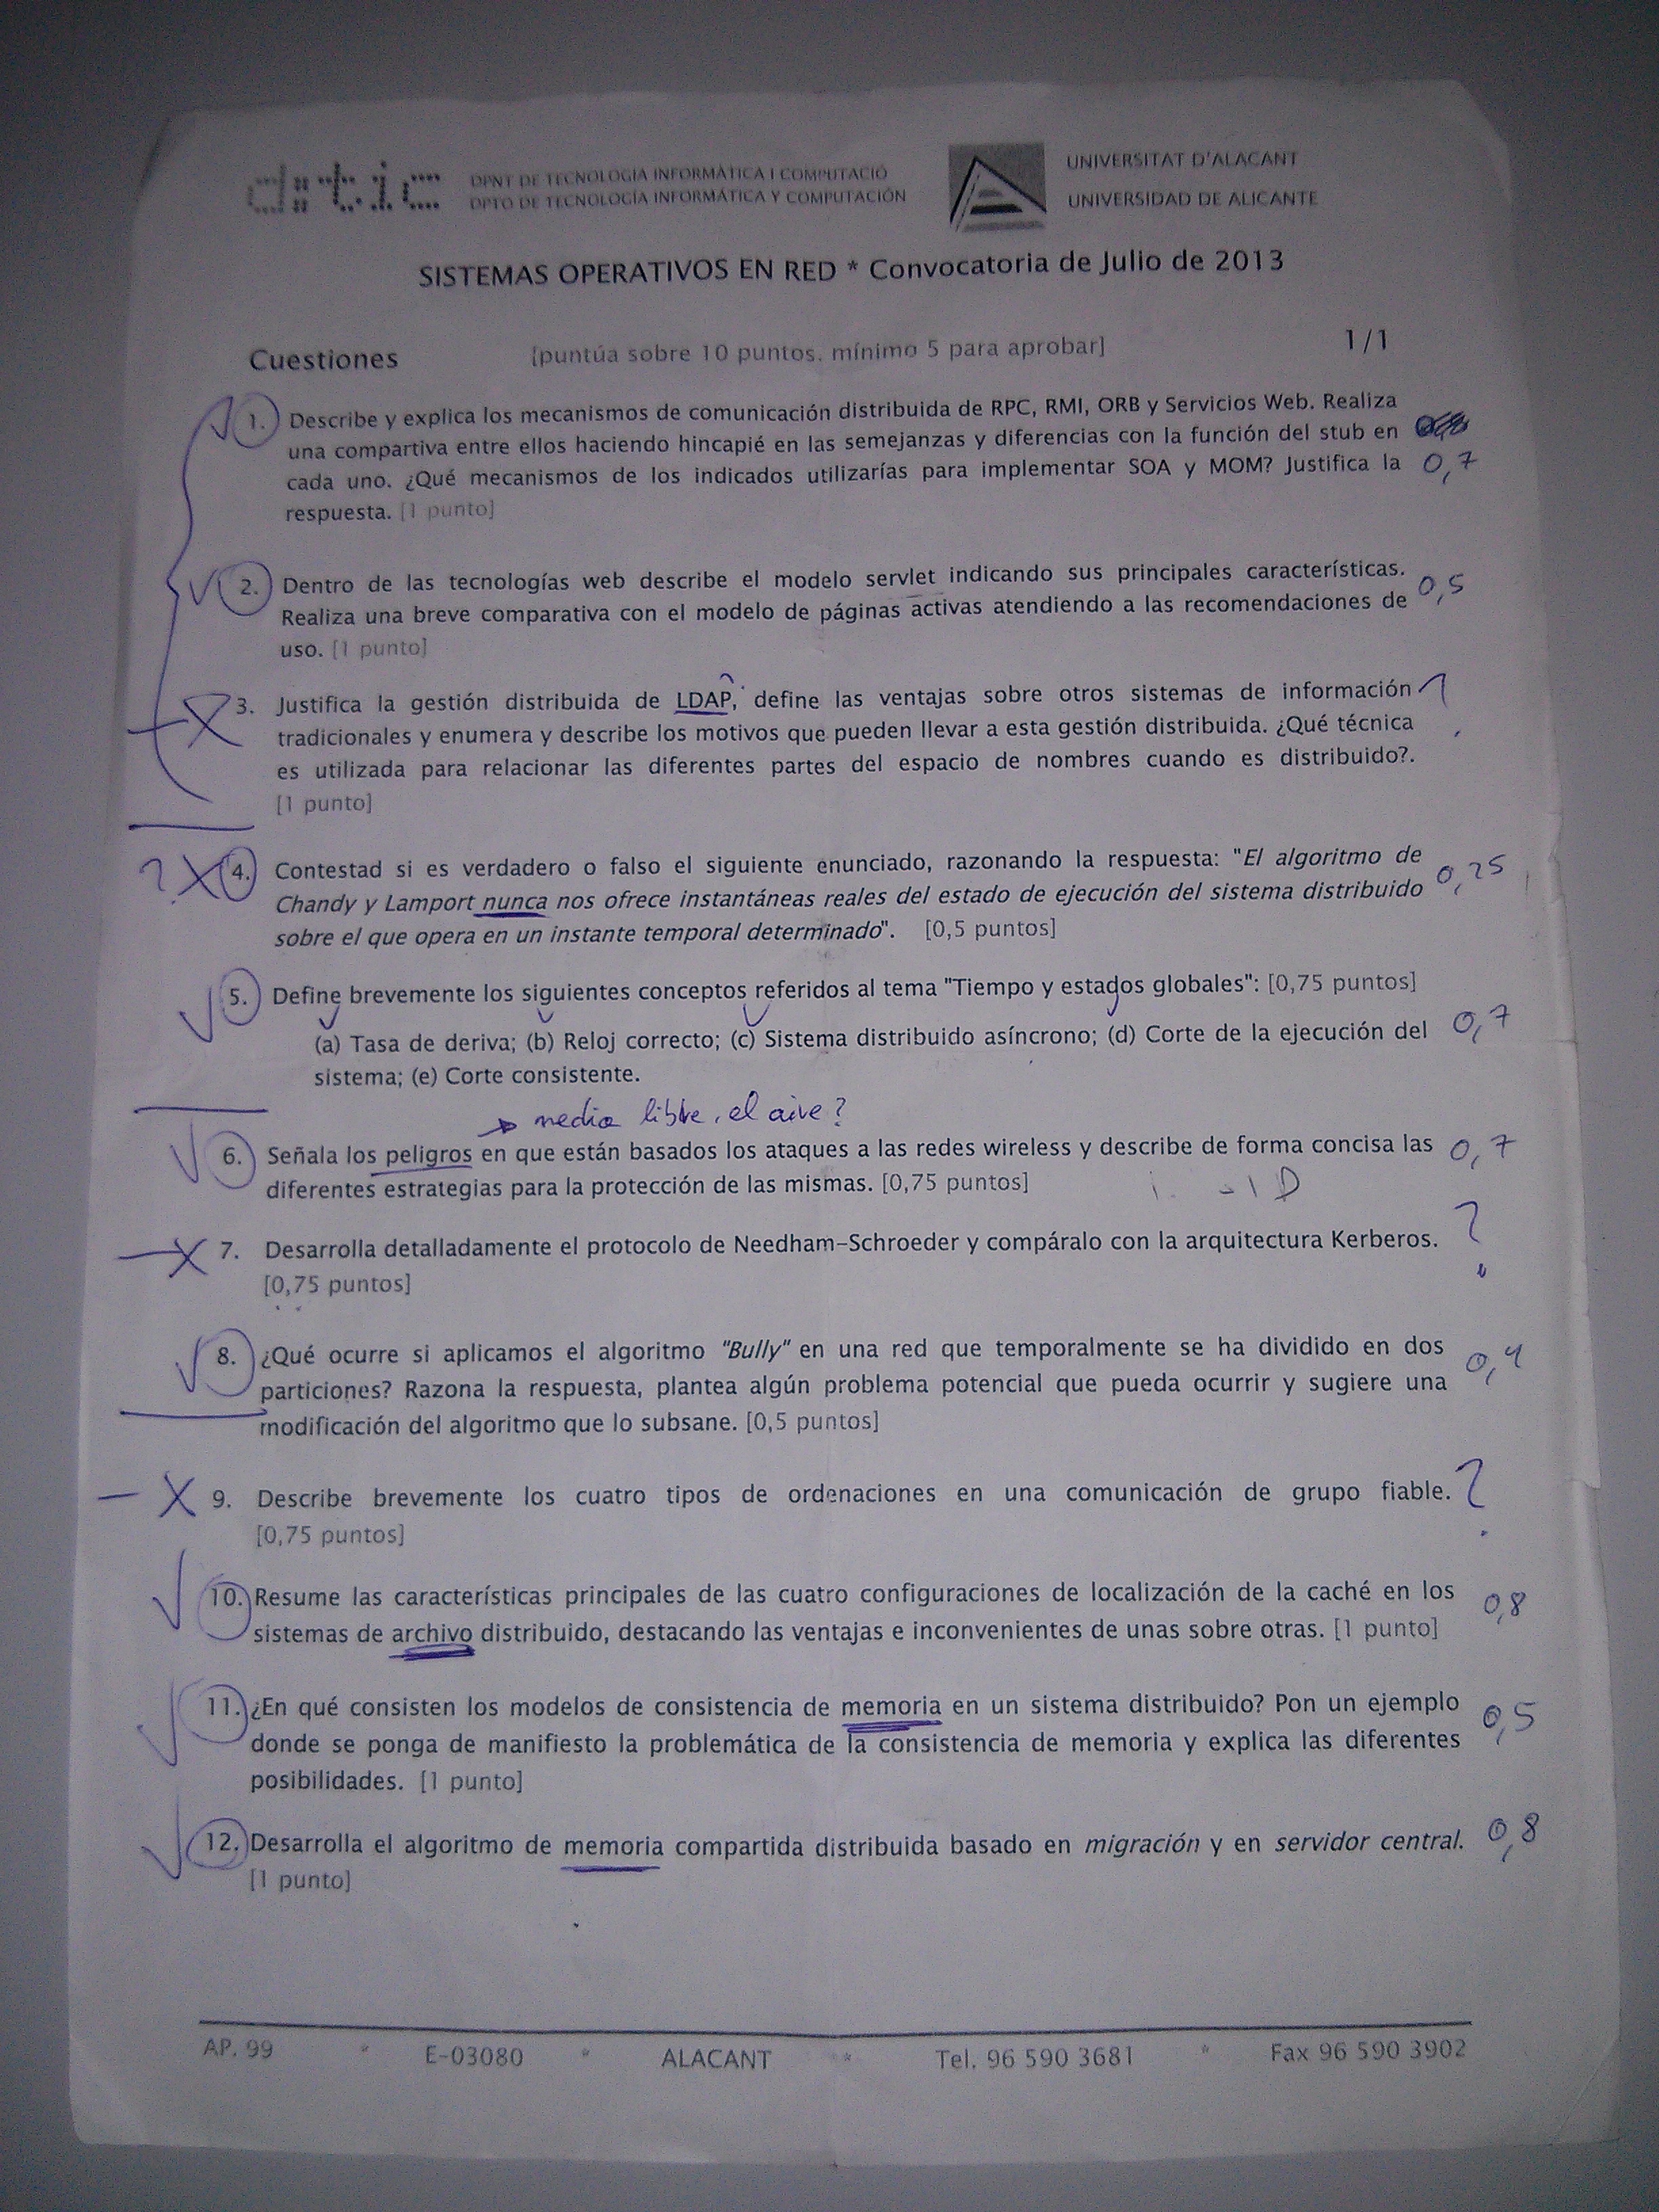 dtic DPNT DE TECNOLOGIA INFORMÀTICA I COMPUTACIÓ
DPTO DE TECNOLOGÍA INFORMÁTICA Y COMPUTACIÓN
UNIVERSITAT D'ALACANT
UNIVERSIDAD DE ALICANTE
SISTEMAS OPERATIVOS EN RED * Convocatoria de Julio de 2013
Cuestiones [puntúa sobre 10 puntos. mínimo 5 para aprobar] 1/1
1. Describe y explica los mecanismos de comunicación distribuida de RPC, RMI, ORB y Servicios Web. Realiza
una compartiva entre ellos haciendo hincapié en las semejanzas y diferencias con la función del stub en
cada uno. ¿Qué mecanismos de los indicados utilizarías para implementar SOA y MOM? Justifica la 0,7
respuesta. [1 punto]
2. Dentro de las tecnologías web describe el modelo servlet indicando sus principales características. 0,5
Realiza una breve comparativa con el modelo de páginas activas atendiendo a las recomendaciones de
uso. [1 punto]
3. Justifica la gestión distribuida de LDAP, define las ventajas sobre otros sistemas de información ?
tradicionales y enumera y describe los motivos que pueden llevar a esta gestión distribuida. ¿Qué técnica
es utilizada para relacionar las diferentes partes del espacio de nombres cuando es distribuido?.
[1 punto]
? X 4. Contestad si es verdadero o falso el siguiente enunciado, razonando la respuesta: "El algoritmo de 0,25
Chandy y Lamport nunca nos ofrece instantáneas reales del estado de ejecución del sistema distribuido
sobre el que opera en un instante temporal determinado". [0,5 puntos]
5. Define brevemente los siguientes conceptos referidos al tema "Tiempo y estados globales": [0,75 puntos]
(a) Tasa de deriva; (b) Reloj correcto; (c) Sistema distribuido asíncrono; (d) Corte de la ejecución del 0,7
sistema; (e) Corte consistente.
→ medio libre, el aire?
6. Señala los peligros en que están basados los ataques a las redes wireless y describe de forma concisa las 0,7
diferentes estrategias para la protección de las mismas. [0,75 puntos]
X 7. Desarrolla detalladamente el protocolo de Needham-Schroeder y compáralo con la arquitectura Kerberos. ?
[0,75 puntos]
8. ¿Qué ocurre si aplicamos el algoritmo "Bully" en una red que temporalmente se ha dividido en dos 0,4
particiones? Razona la respuesta, plantea algún problema potencial que pueda ocurrir y sugiere una
modificación del algoritmo que lo subsane. [0,5 puntos]
- X 9. Describe brevemente los cuatro tipos de ordenaciones en una comunicación de grupo fiable. ?
[0,75 puntos]
10. Resume las características principales de las cuatro configuraciones de localización de la caché en los 0,8
sistemas de archivo distribuido, destacando las ventajas e inconvenientes de unas sobre otras. [1 punto]
11. ¿En qué consisten los modelos de consistencia de memoria en un sistema distribuido? Pon un ejemplo 0,5
donde se ponga de manifiesto la problemática de la consistencia de memoria y explica las diferentes
posibilidades. [1 punto]
12. Desarrolla el algoritmo de memoria compartida distribuida basado en migración y en servidor central. 0,8
[1 punto]
AP. 99 * E-03080 * ALACANT * Tel. 96 590 3681 * Fax 96 590 3902